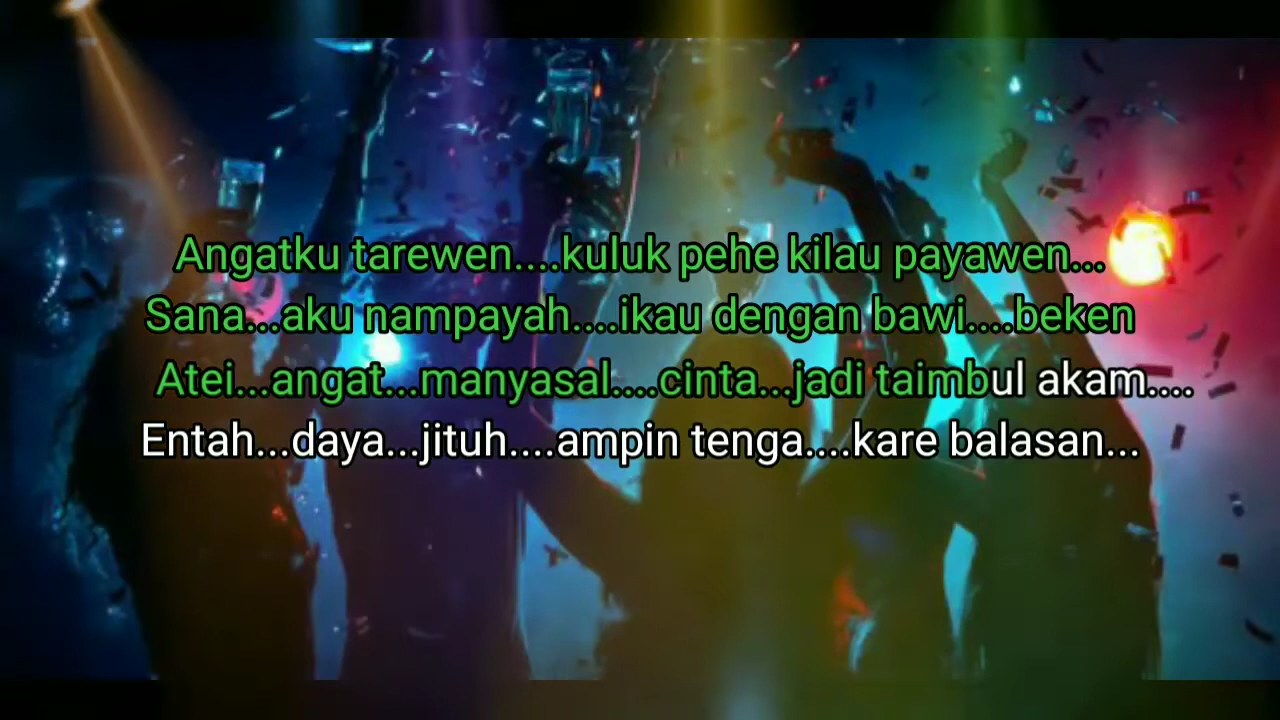 Angatku tarewen....kuluk pehe kilau payawen...
Sana...aku nampayah....ikau dengan bawi....beken
Atei...angat...manyasal....cinta...jadi taimbul akam....
Entah...daya...jituh....ampin tenga....kare balasan...